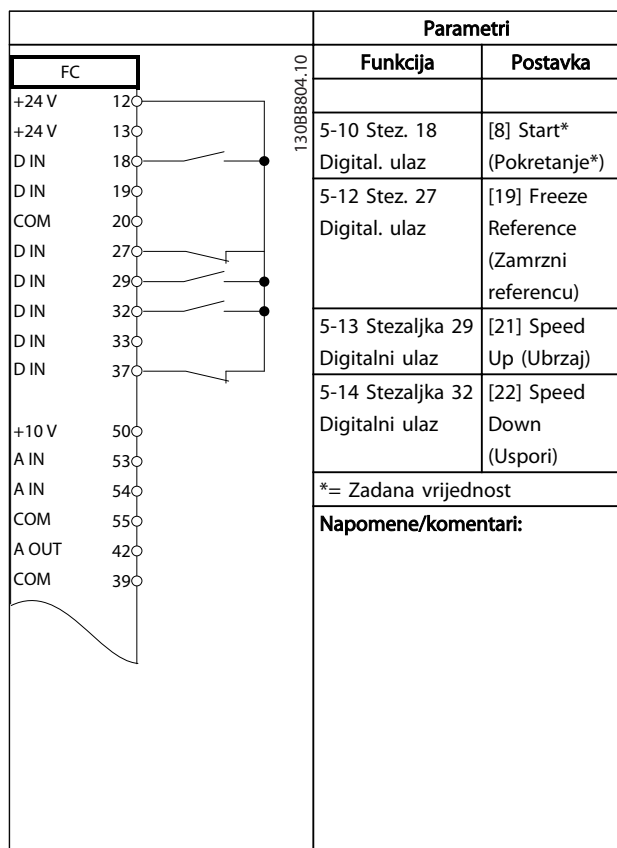 FC
+24 V 12
+24 V 13
D IN 18
D IN 19
COM 20
D IN 27
D IN 29
D IN 32
D IN 33
D IN 37
+10 V 50
A IN 53
A IN 54
COM 55
A OUT 42
COM 39
130BB804.10
Parametri
Funkcija Postavka
5-10 Stez. 18 [8] Start*
Digital. ulaz (Pokretanje*)
5-12 Stez. 27 [19] Freeze
Digital. ulaz Reference
(Zamrzni
referencu)
5-13 Stezaljka 29 [21] Speed
Digitalni ulaz Up (Ubrzaj)
5-14 Stezaljka 32 [22] Speed
Digitalni ulaz Down
(Uspori)
*= Zadana vrijednost
Napomene/komentari: